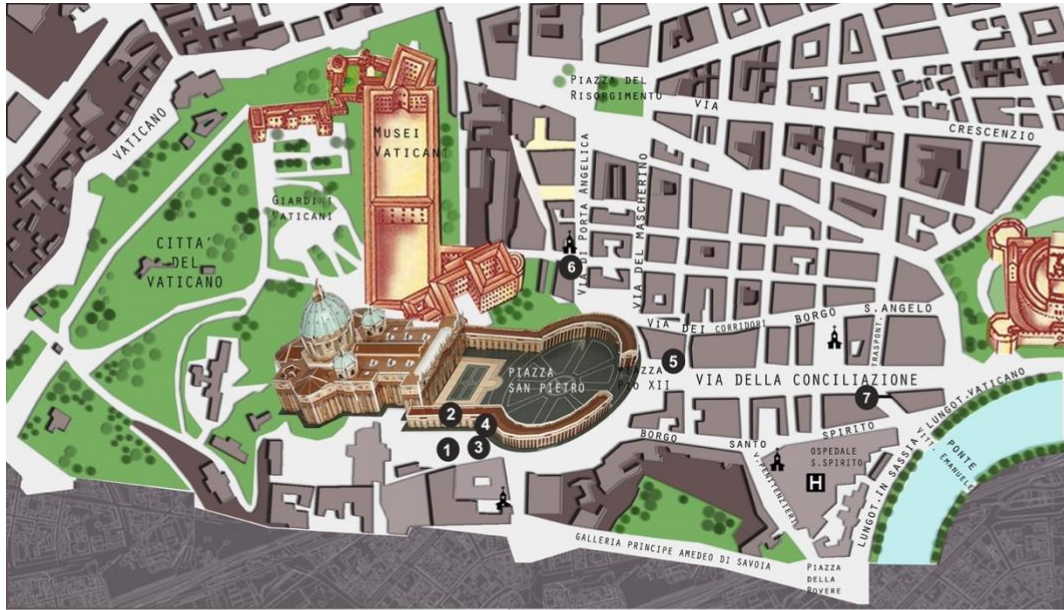 PIAZZA DEL
RISORGIMENTO
VIA
CRESCENZIO
VATICANO
MUSEI
VATICANI
VIA DI PORTA ANGELICA
VIA DEL MASCHERINO
GIARDINI
VATICANI
CITTA'
DEL
VATICANO
6
VIA DEI CORRIDORI
BORGO
S. ANGELO
TRASPONT.
PIAZZA
SAN PIETRO
5
PIAZZA
PIO XII
VIA DELLA CONCILIAZIONE
7
2
4
1
3
BORGO
SANTO
SPIRITO
OSPEDALE
S.SPIRITO
H
V. PENITENZIERI
LUNGOT. IN SASSIA
LUNGOT. VATICANO
PONTE
VITT. EMANUELE
GALLERIA PRINCIPE AMEDEO DI SAVOIA
PIAZZA
DELLA
ROVERE